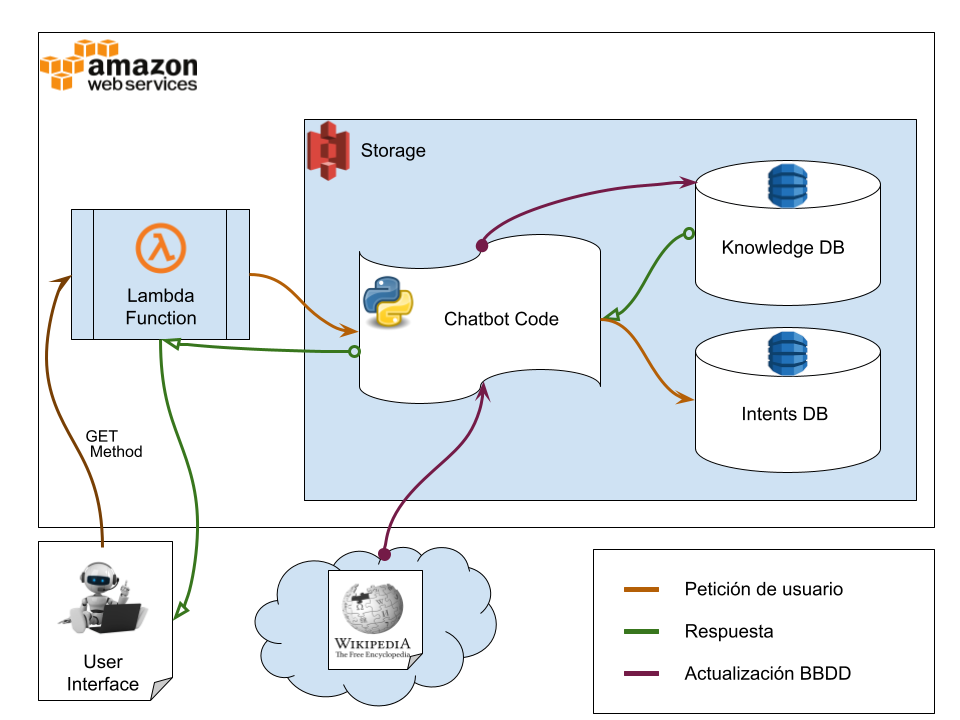 amazon
web services
Storage
Knowledge DB
Lambda
Function
Chatbot Code
Intents DB
GET
Method
WIKIPEDIA
The Free Encyclopedia
User
Interface
Petición de usuario
Respuesta
Actualización BBDD